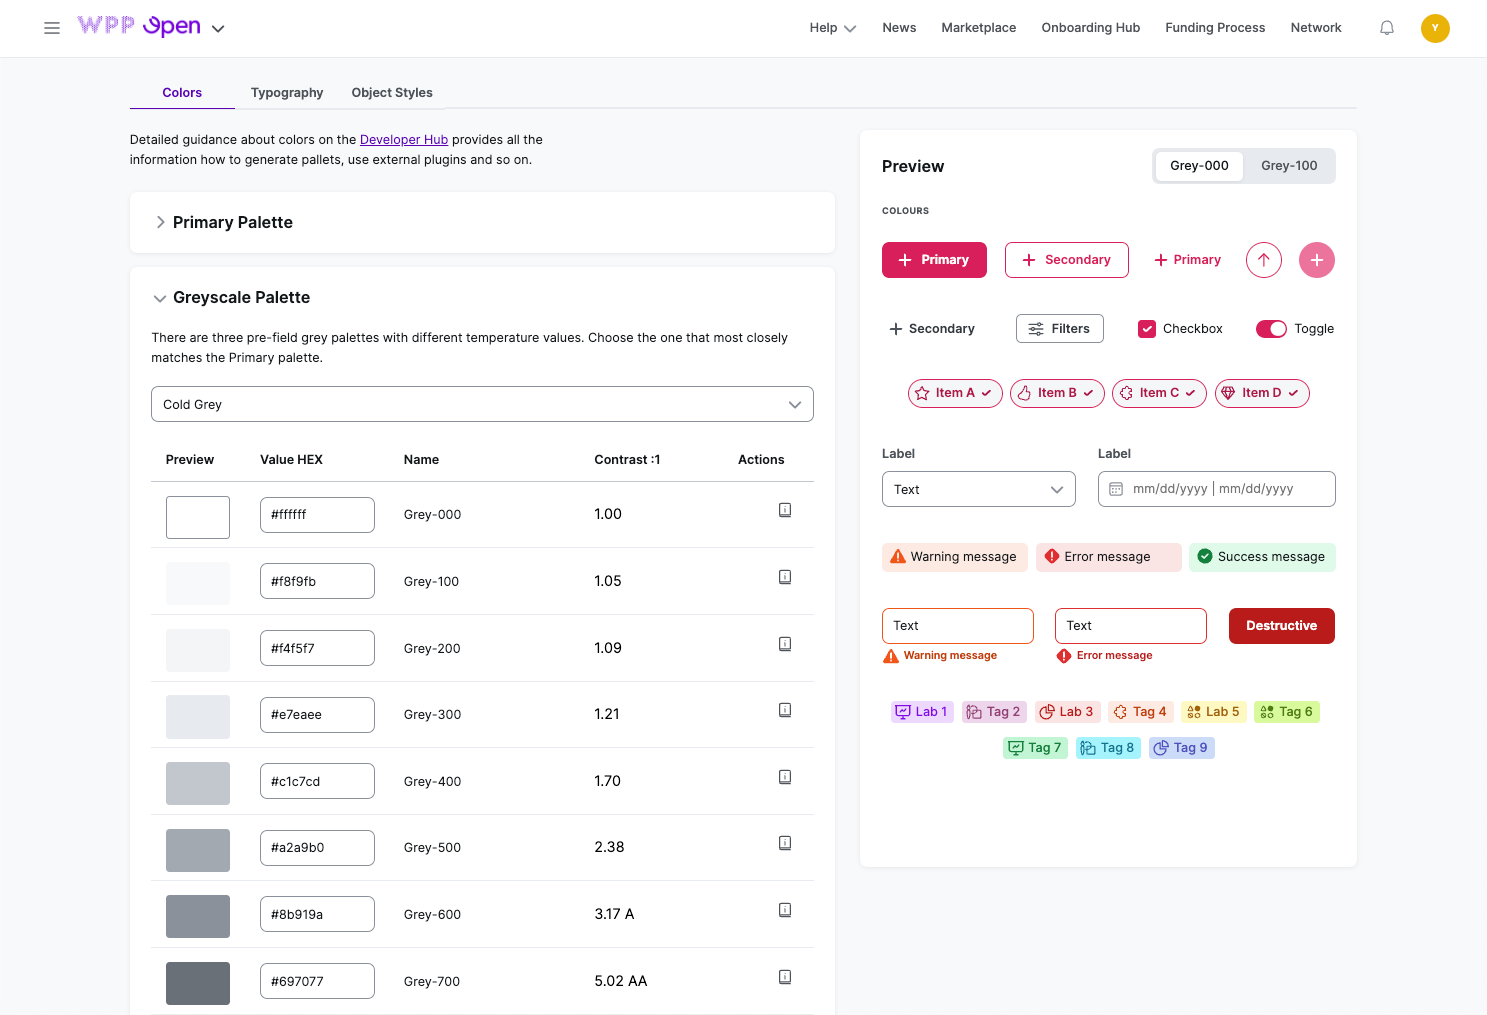 WPP Open
Help
News
Marketplace
Onboarding Hub
Funding Process
Network
Y
Colors
Typography
Object Styles
Detailed guidance about colors on the Developer Hub provides all the
information how to generate pallets, use external plugins and so on.
Primary Palette
Greyscale Palette
There are three pre-field grey palettes with different temperature values. Choose the one that most closely
matches the Primary palette.
Cold Grey
Preview Value HEX Name Contrast :1 Actions
#ffffff Grey-000 1.00
#f8f9fb Grey-100 1.05
#f4f5f7 Grey-200 1.09
#e7eaee Grey-300 1.21
#c1c7cd Grey-400 1.70
#a2a9b0 Grey-500 2.38
#8b919a Grey-600 3.17 A
#697077 Grey-700 5.02 AA
Preview
Grey-000 Grey-100
COLOURS
Primary Secondary Primary
Secondary Filters Checkbox Toggle
Item A Item B Item C Item D
Label Label
Text mm/dd/yyyy | mm/dd/yyyy
Warning message Error message Success message
Text Text Destructive
Warning message Error message
Lab 1 Tag 2 Lab 3 Tag 4 Lab 5 Tag 6
Tag 7 Tag 8 Tag 9